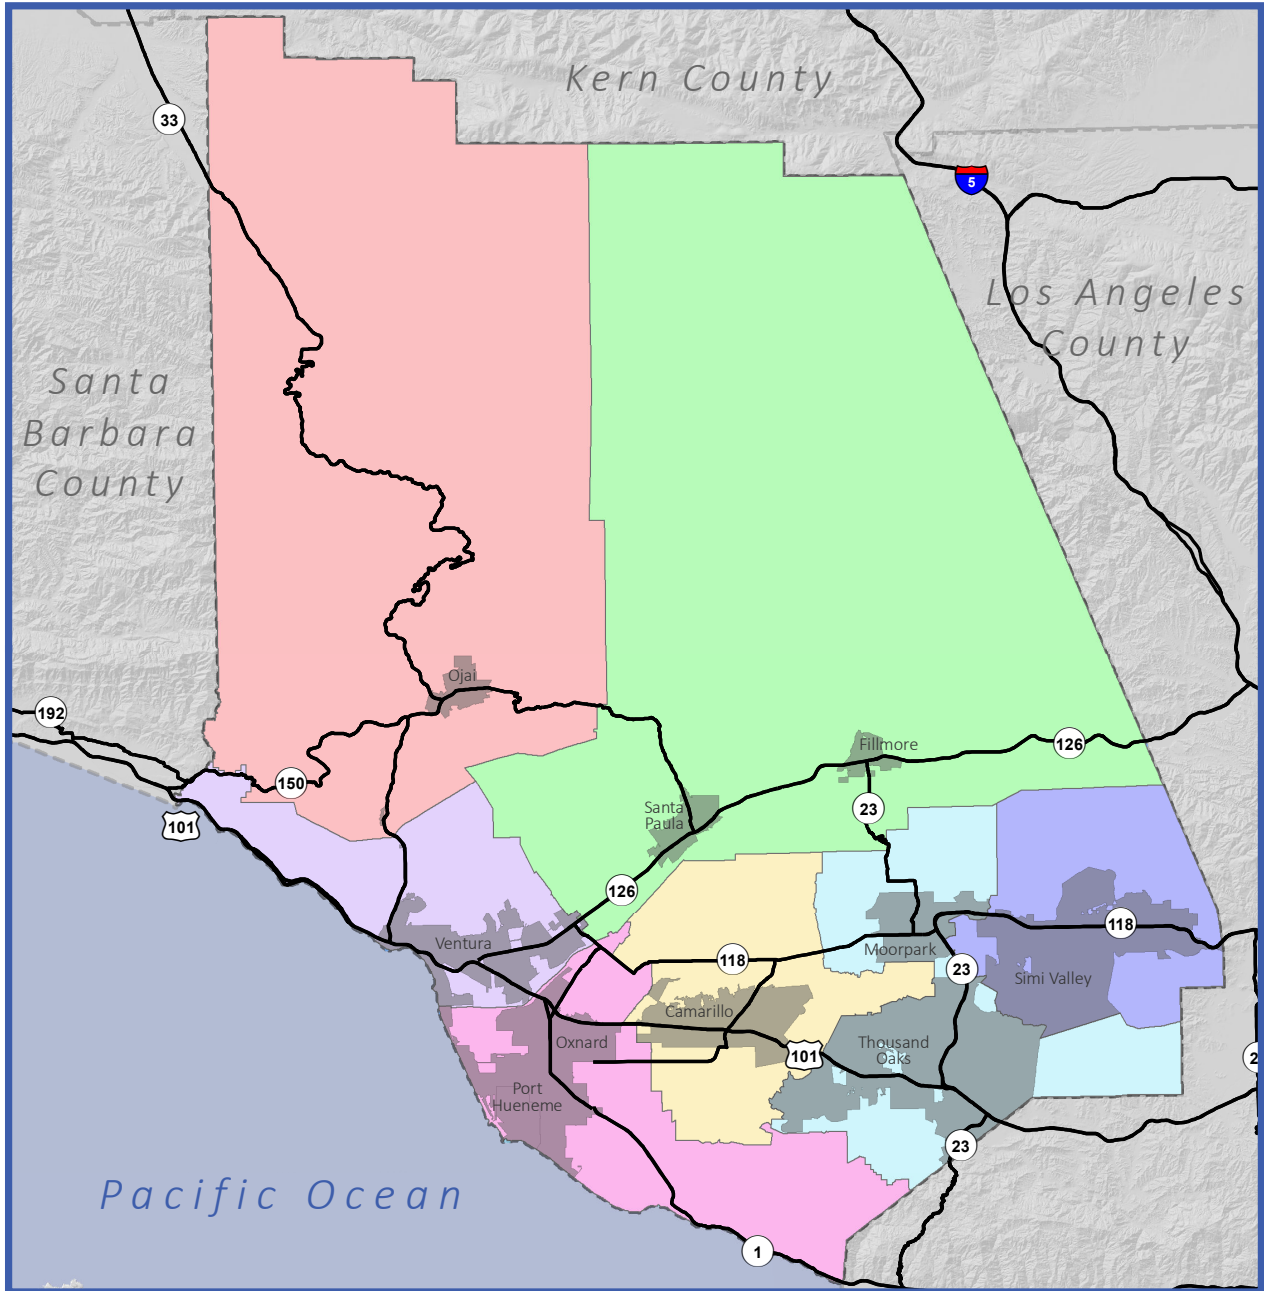 Kern County
33
5
Los Angeles
County
Santa
Barbara
County
Ojai
192
150
101
Fillmore
126
23
Santa
Paula
126
Ventura
118
Moorpark
118
23
Simi Valley
Camarillo
Oxnard
101
Thousand
Oaks
2
Port
Hueneme
23
Pacific Ocean
1